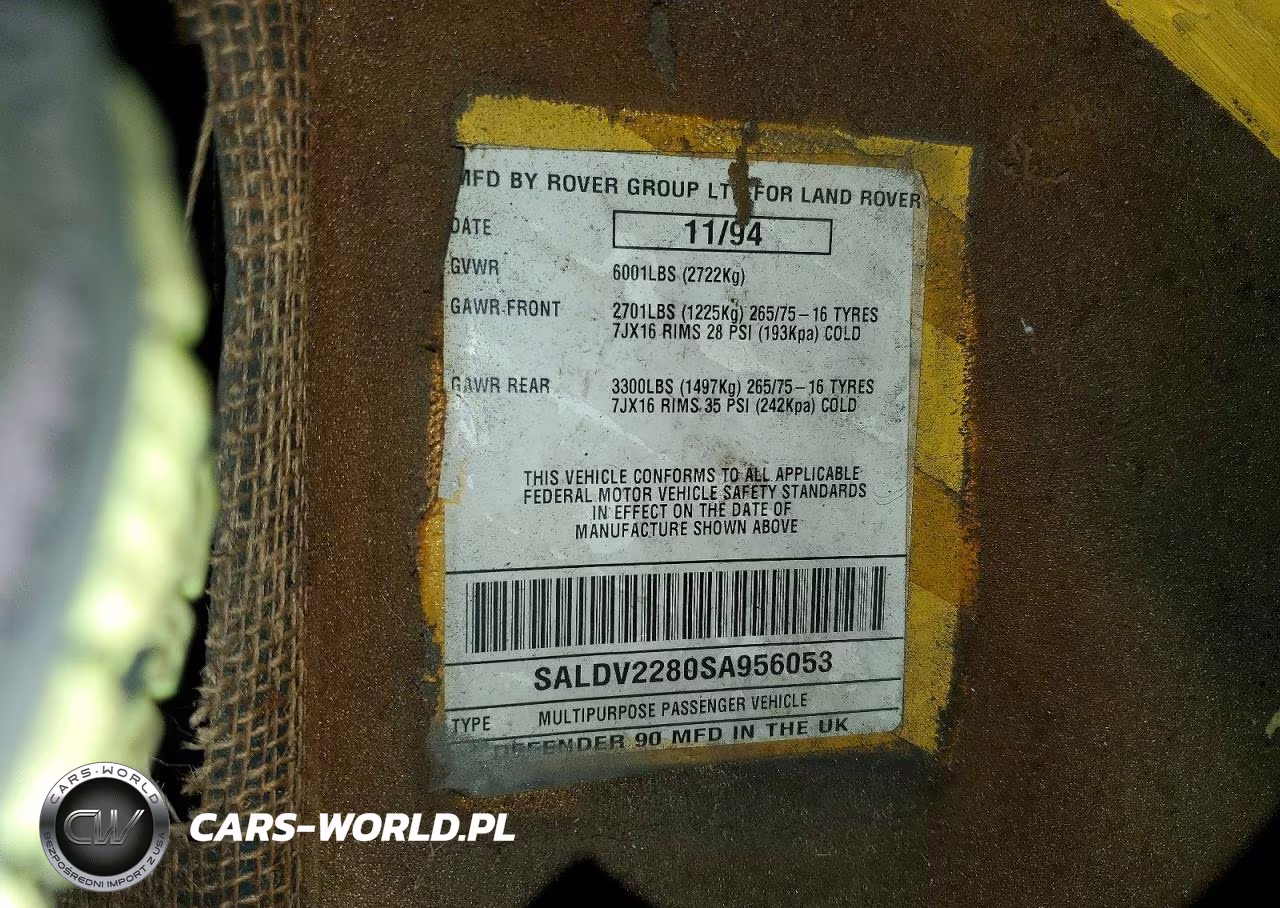 MFD BY ROVER GROUP LTD FOR LAND ROVER
DATE 11/94
GVWR 6001LBS (2722Kg)
GAWR FRONT 2701LBS (1225Kg) 265/75-16 TYRES
7JX16 RIMS 28 PSI (193Kpa) COLD
GAWR REAR 3300LBS (1497Kg) 265/75-16 TYRES
7JX16 RIMS 35 PSI (242Kpa) COLD
THIS VEHICLE CONFORMS TO ALL APPLICABLE
FEDERAL MOTOR VEHICLE SAFETY STANDARDS
IN EFFECT ON THE DATE OF
MANUFACTURE SHOWN ABOVE
SALDV2280SA956053
TYPE MULTIPURPOSE PASSENGER VEHICLE
DEFENDER 90 MFD IN THE UK
CARS-WORLD
CW
BEZPOŚREDNI IMPORT Z USA
CARS-WORLD.PL